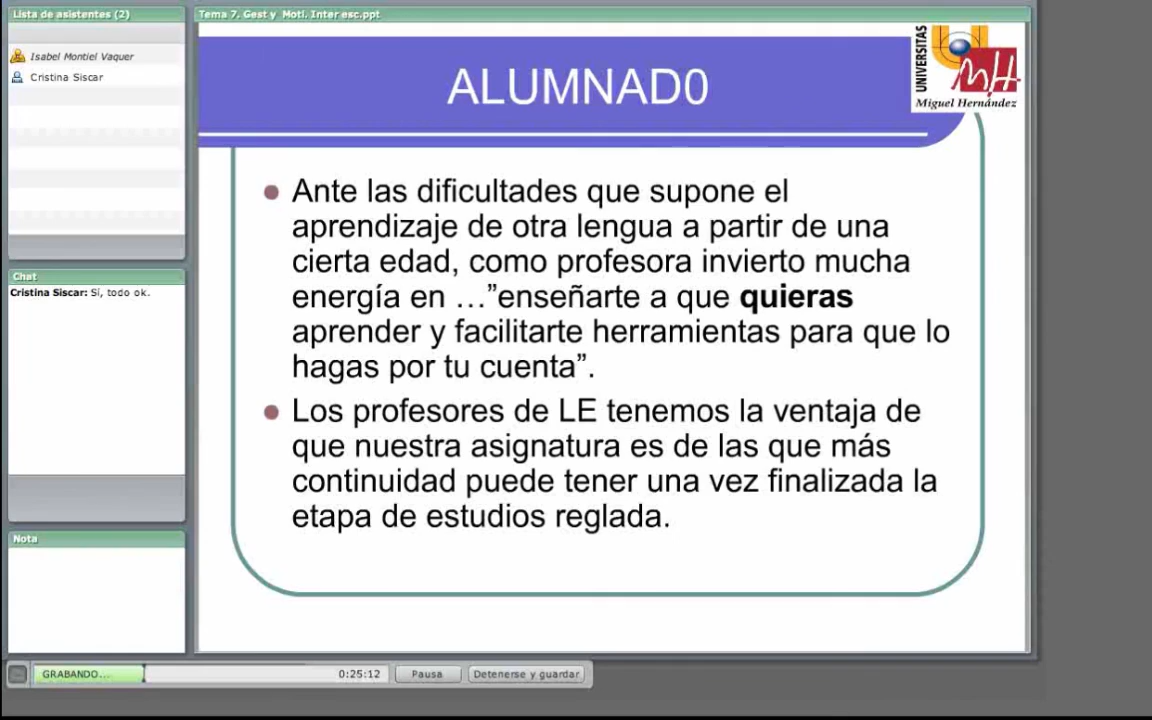 Lista de asistentes (2)
Isabel Montiel Vaquer
Cristina Siscar
Chat
Cristina Siscar: Sí, todo ok.
Nota
Tema 7. Gest y Moti. Inter esc.ppt
ALUMNAD0
UNIVERSITAS
Miguel Hernández
Ante las dificultades que supone el
aprendizaje de otra lengua a partir de una
cierta edad, como profesora invierto mucha
energía en …”enseñarte a que quieras
aprender y facilitarte herramientas para que lo
hagas por tu cuenta”.
Los profesores de LE tenemos la ventaja de
que nuestra asignatura es de las que más
continuidad puede tener una vez finalizada la
etapa de estudios reglada.
GRABANDO...
0:25:12
Pausa
Detenerse y guardar